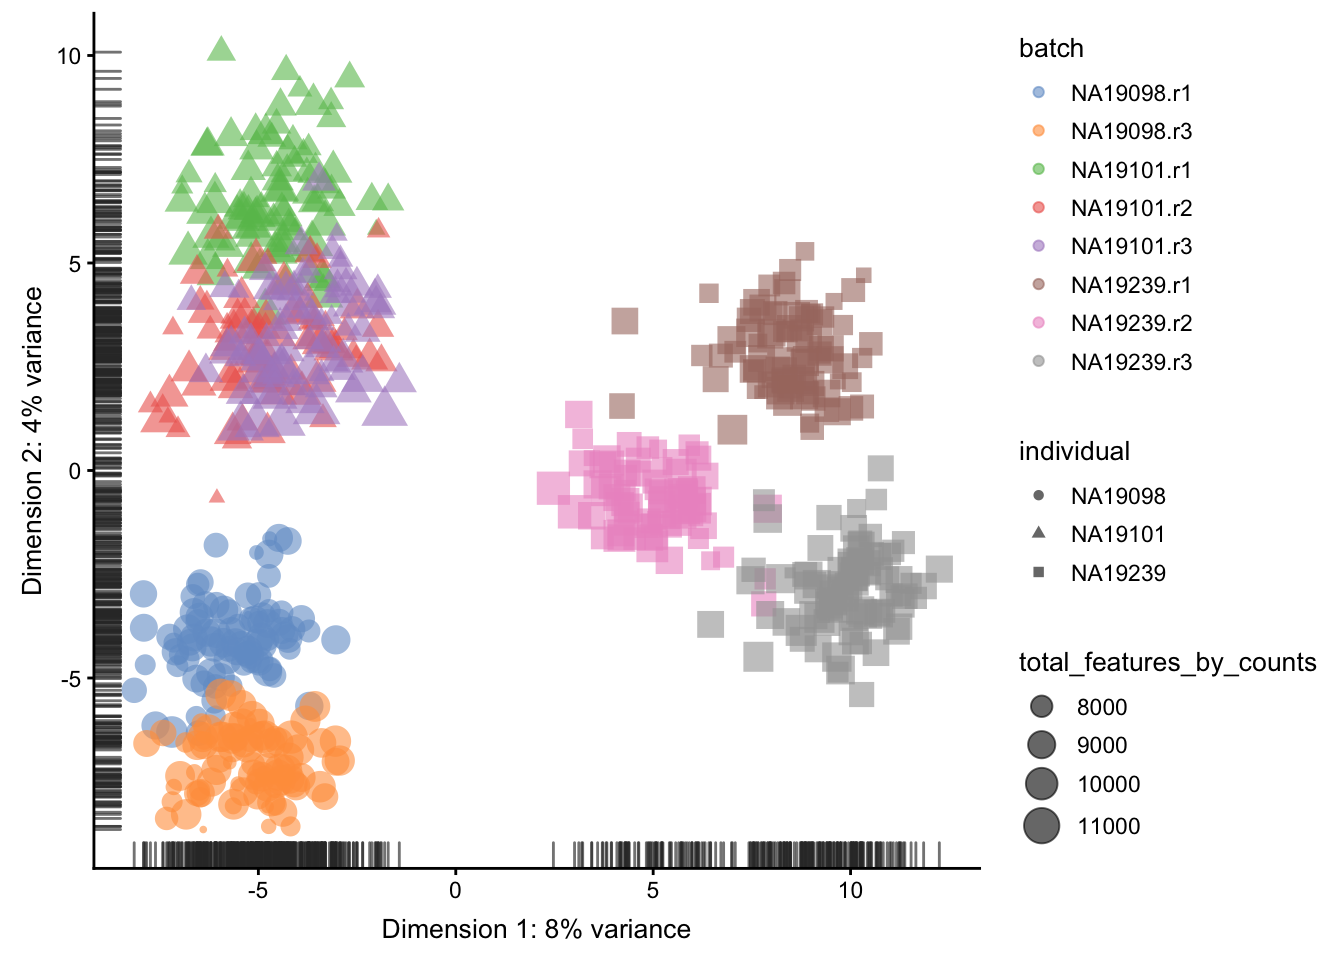 10
5
0
-5
Dimension 2: 4% variance
-5
0
5
10
Dimension 1: 8% variance
batch
NA19098.r1
NA19098.r3
NA19101.r1
NA19101.r2
NA19101.r3
NA19239.r1
NA19239.r2
NA19239.r3
individual
NA19098
NA19101
NA19239
total_features_by_counts
8000
9000
10000
11000